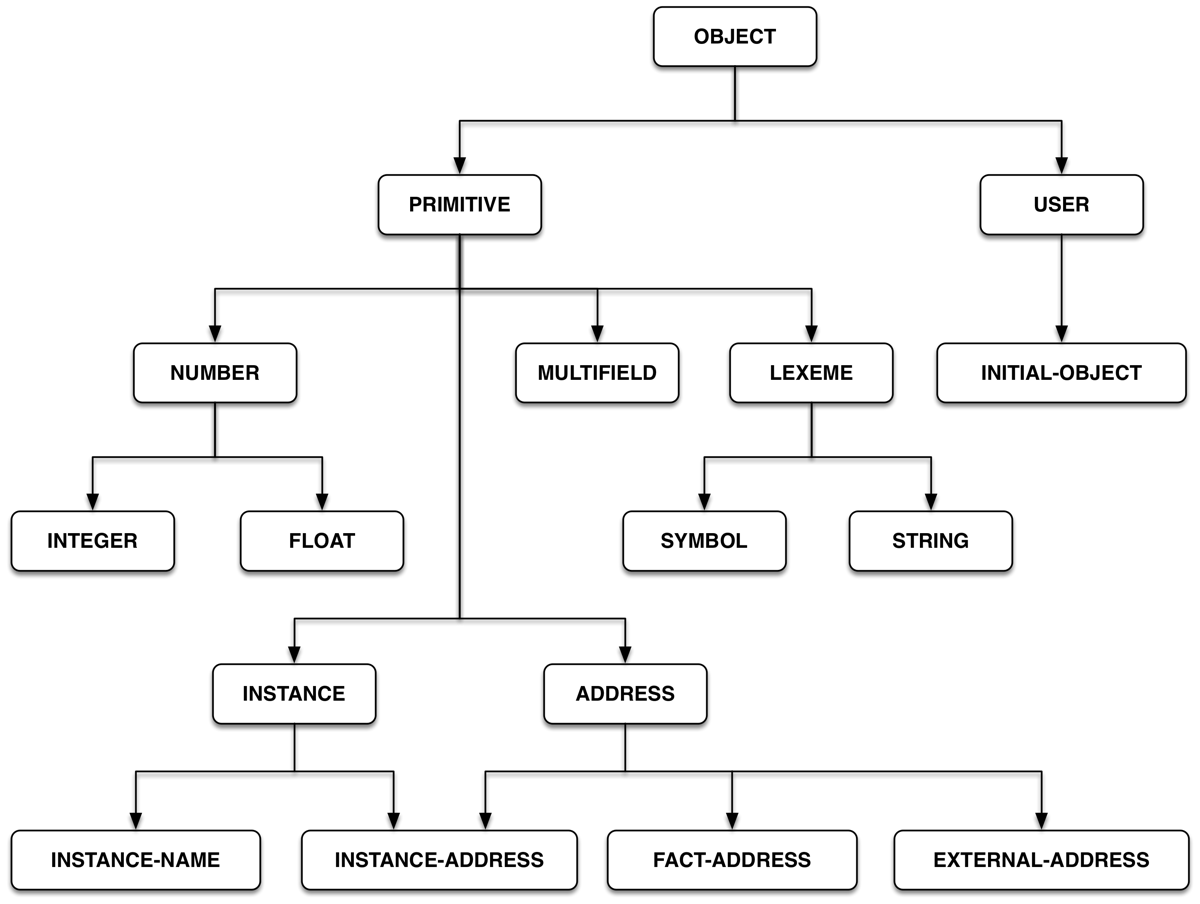 OBJECT
PRIMITIVE
USER
NUMBER
MULTIFIELD
LEXEME
INITIAL-OBJECT
INTEGER
FLOAT
SYMBOL
STRING
INSTANCE
ADDRESS
INSTANCE-NAME
INSTANCE-ADDRESS
FACT-ADDRESS
EXTERNAL-ADDRESS